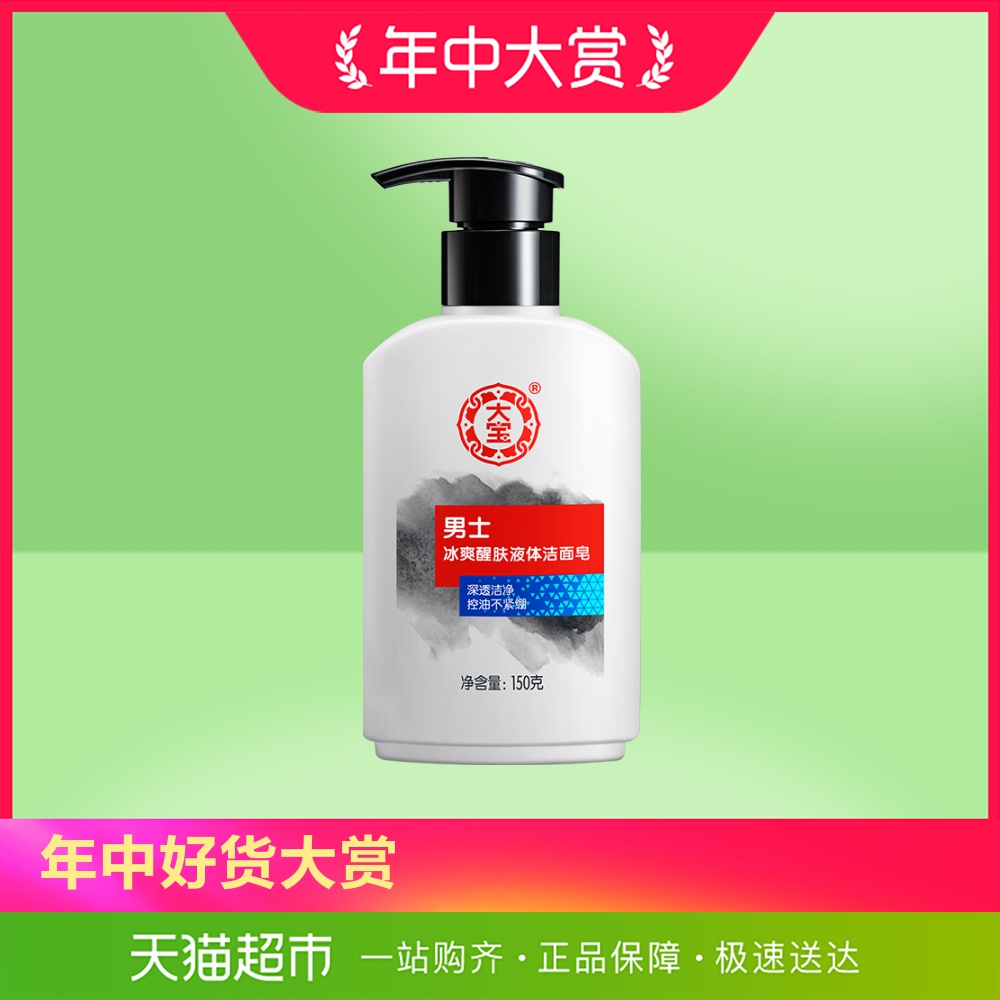 年中大赏
大宝
®
男士
冰爽醒肤液体洁面皂
深透洁净
控油不紧绷
净含量：150克
年中好货大赏
天猫超市 一站购齐·正品保障·极速送达